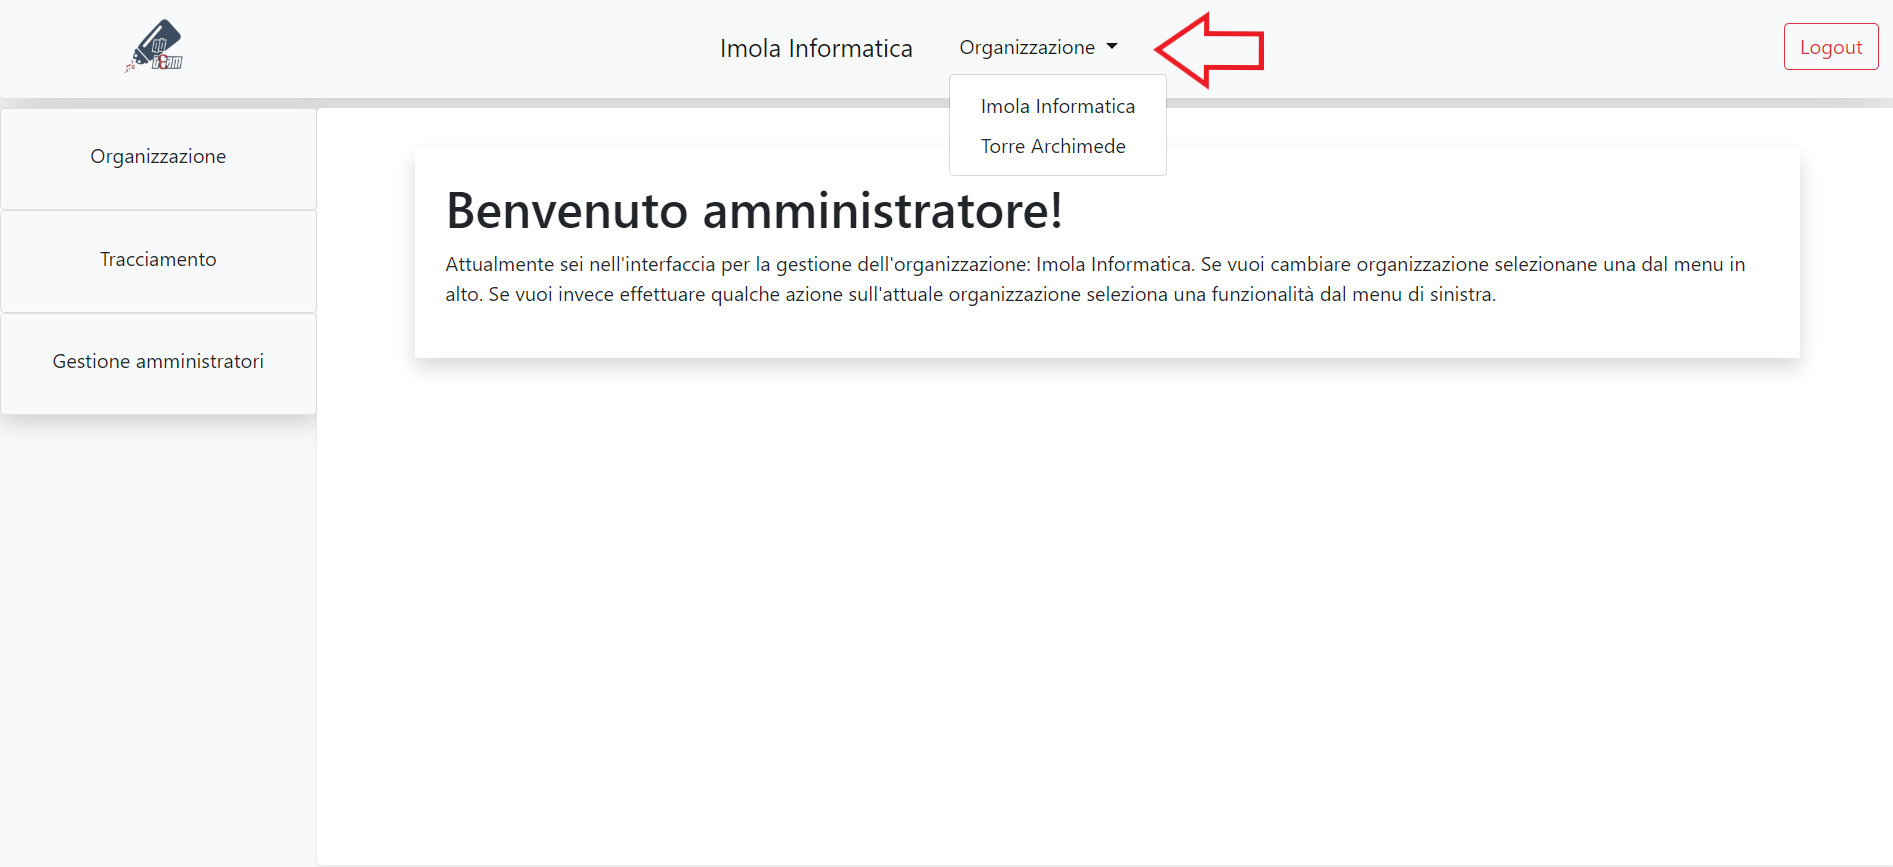 qb
team
Imola Informatica
Organizzazione
Logout
Imola Informatica
Torre Archimede
Organizzazione
Tracciamento
Gestione amministratori
Benvenuto amministratore!
Attualmente sei nell'interfaccia per la gestione dell'organizzazione: Imola Informatica. Se vuoi cambiare organizzazione selezionane una dal menu in
alto. Se vuoi invece effettuare qualche azione sull'attuale organizzazione seleziona una funzionalità dal menu di sinistra.